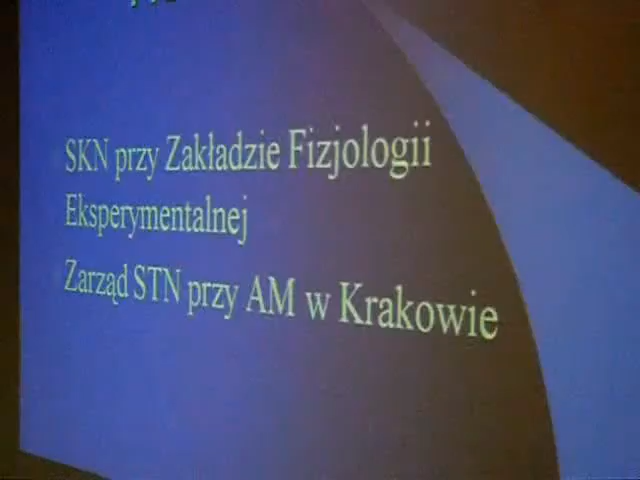 SKN przy Zakładzie Fizjologii
Eksperymentalnej
Zarząd STN przy AM w Krakowie